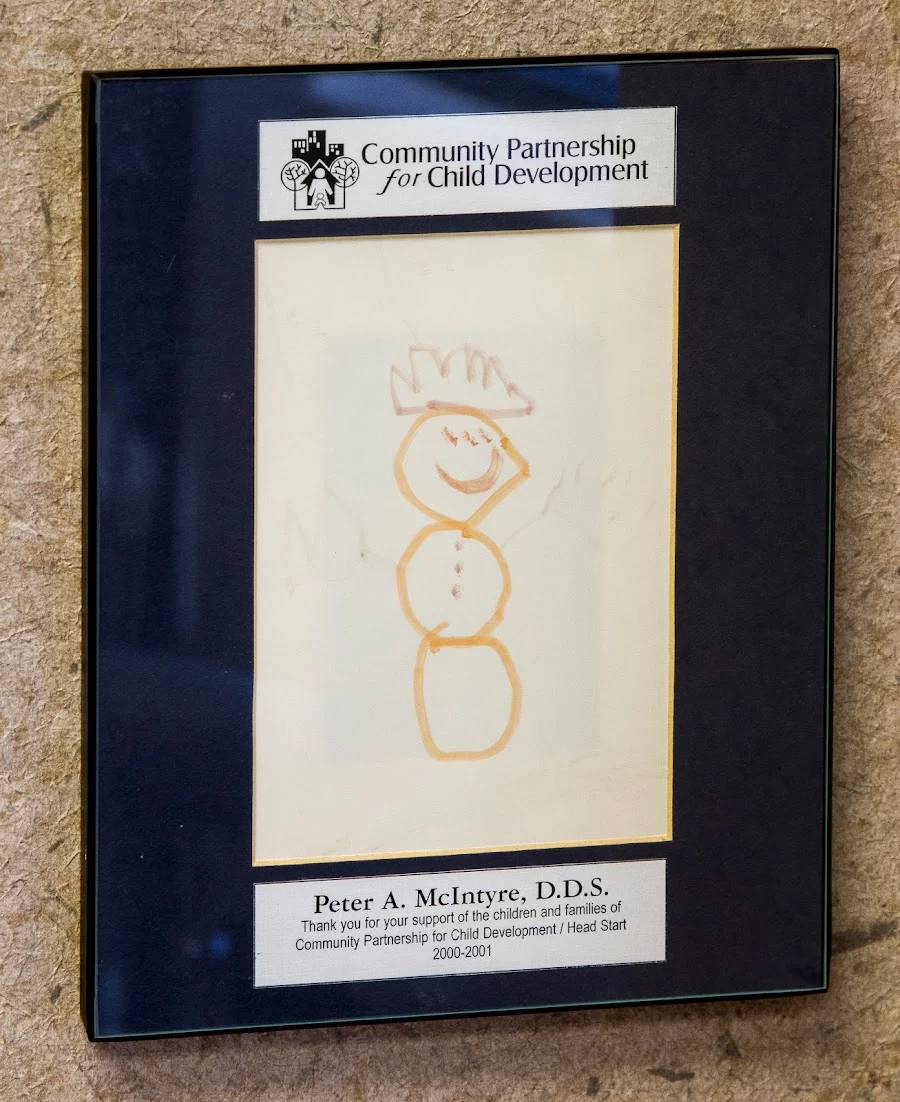 Community Partnership
for Child Development
Peter A. McIntyre, D.D.S.
Thank you for your support of the children and families of
Community Partnership for Child Development / Head Start
2000-2001